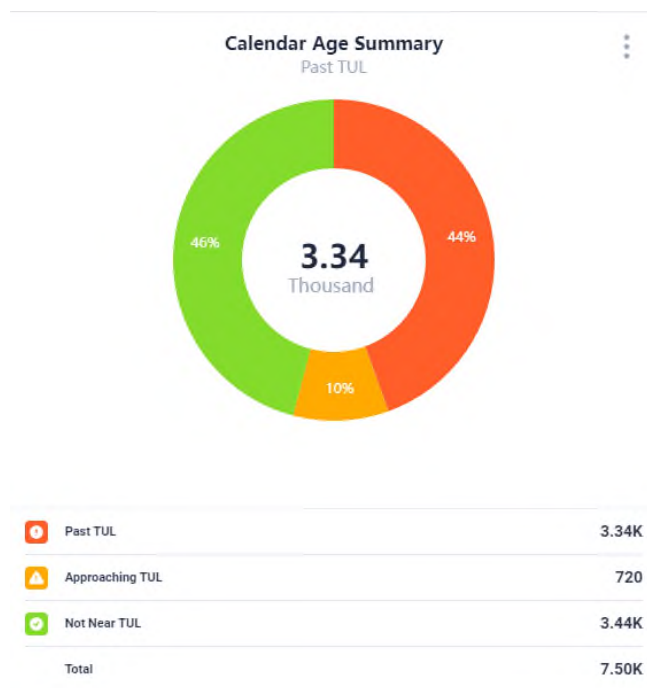 Calendar Age Summary
Past TUL
46%
44%
3.34
Thousand
10%
Past TUL 3.34K
Approaching TUL 720
Not Near TUL 3.44K
Total 7.50K